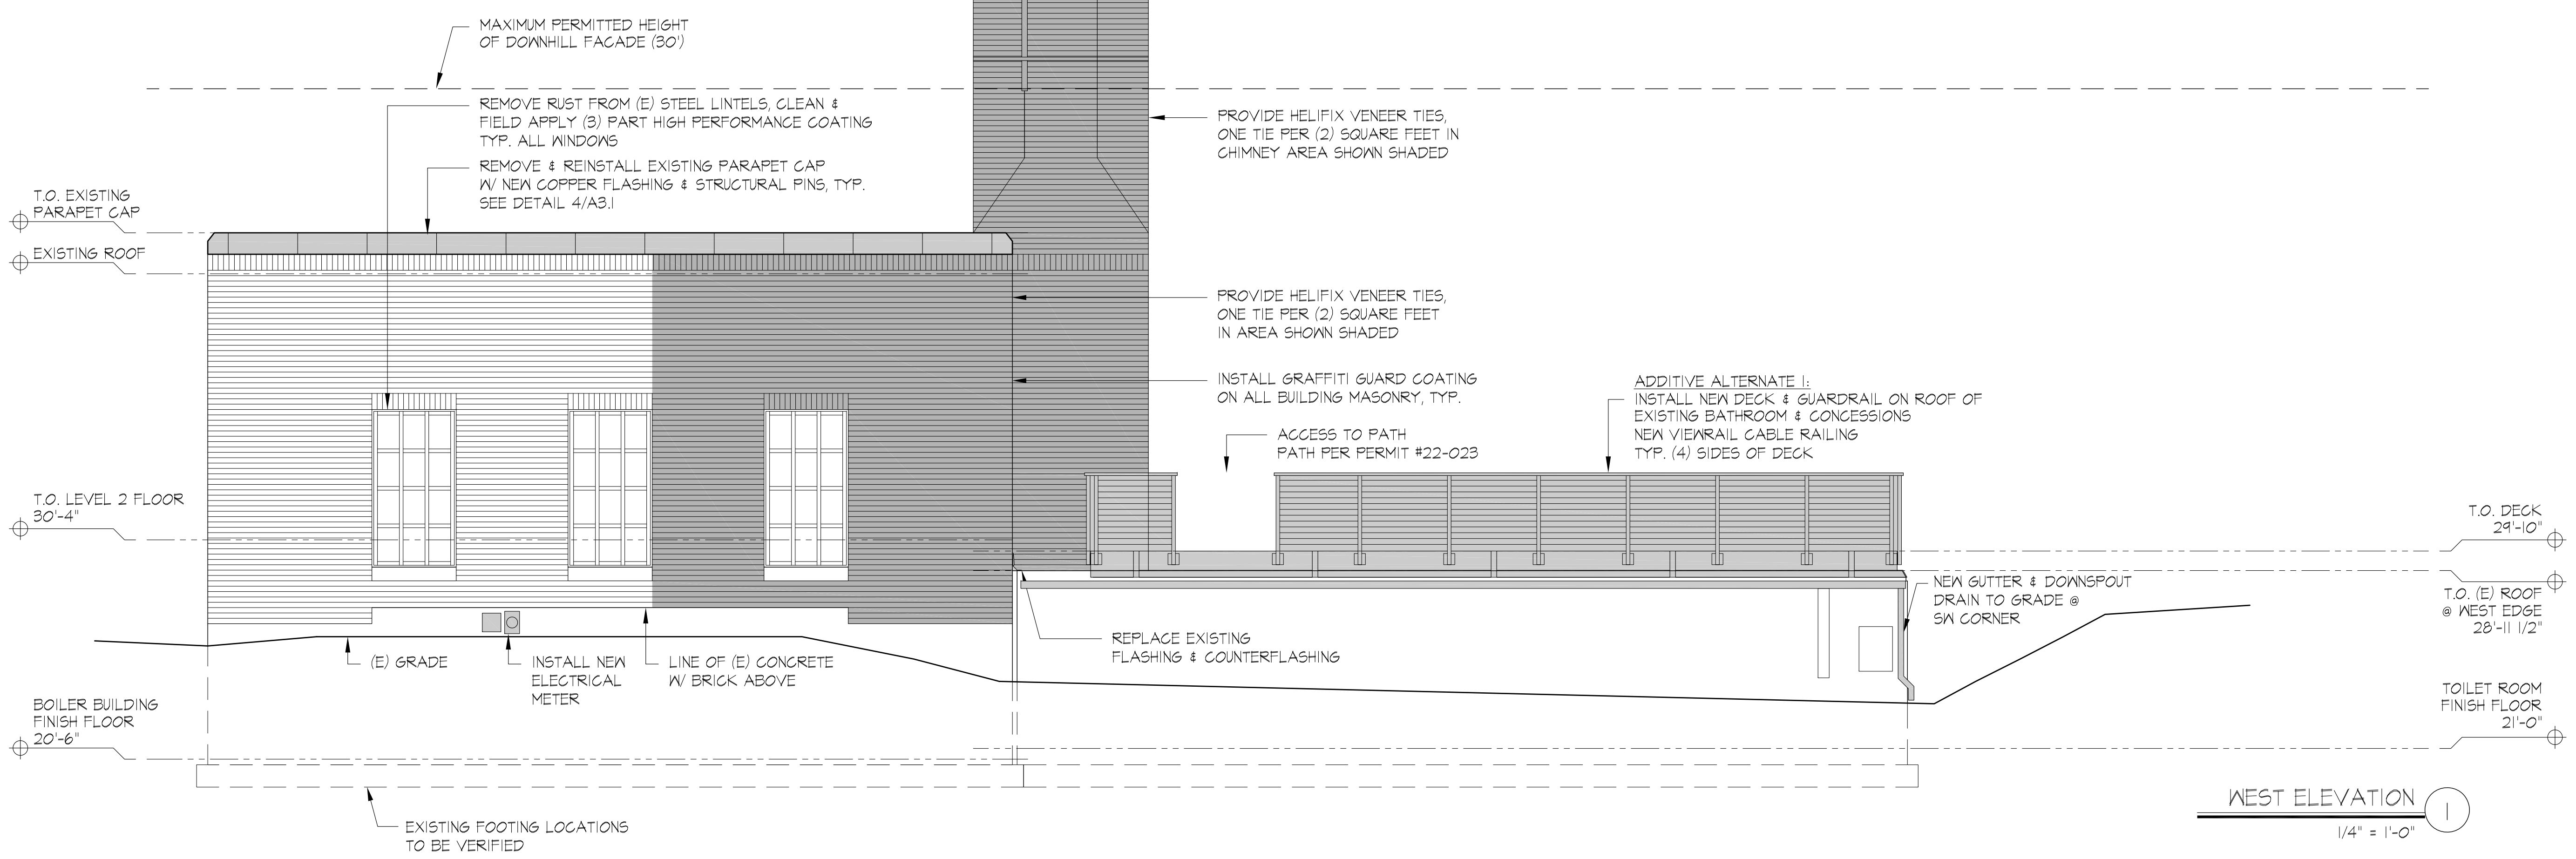 MAXIMUM PERMITTED HEIGHT
OF DOWNHILL FACADE (30')
REMOVE RUST FROM (E) STEEL LINTELS, CLEAN &
FIELD APPLY (3) PART HIGH PERFORMANCE COATING
TYP. ALL WINDOWS
REMOVE & REINSTALL EXISTING PARAPET CAP
W/ NEW COPPER FLASHING & STRUCTURAL PINS, TYP.
SEE DETAIL 4/A3.1
PROVIDE HELIFIX VENEER TIES,
ONE TIE PER (2) SQUARE FEET IN
CHIMNEY AREA SHOWN SHADED
T.O. EXISTING
PARAPET CAP
EXISTING ROOF
PROVIDE HELIFIX VENEER TIES,
ONE TIE PER (2) SQUARE FEET
IN AREA SHOWN SHADED
INSTALL GRAFFITI GUARD COATING
ON ALL BUILDING MASONRY, TYP.
ACCESS TO PATH
PATH PER PERMIT #22-023
ADDITIVE ALTERNATE 1:
INSTALL NEW DECK & GUARDRAIL ON ROOF OF
EXISTING BATHROOM & CONCESSIONS
NEW VIEWRAIL CABLE RAILING
TYP. (4) SIDES OF DECK
T.O. LEVEL 2 FLOOR
30'-4"
T.O. DECK
29'-10"
T.O. (E) ROOF
@ WEST EDGE
28'-11 1/2"
NEW GUTTER & DOWNSPOUT
DRAIN TO GRADE @
SW CORNER
REPLACE EXISTING
FLASHING & COUNTERFLASHING
(E) GRADE
INSTALL NEW
ELECTRICAL
METER
LINE OF (E) CONCRETE
W/ BRICK ABOVE
BOILER BUILDING
FINISH FLOOR
20'-6"
TOILET ROOM
FINISH FLOOR
21'-0"
EXISTING FOOTING LOCATIONS
TO BE VERIFIED
WEST ELEVATION
1
1/4" = 1'-0"